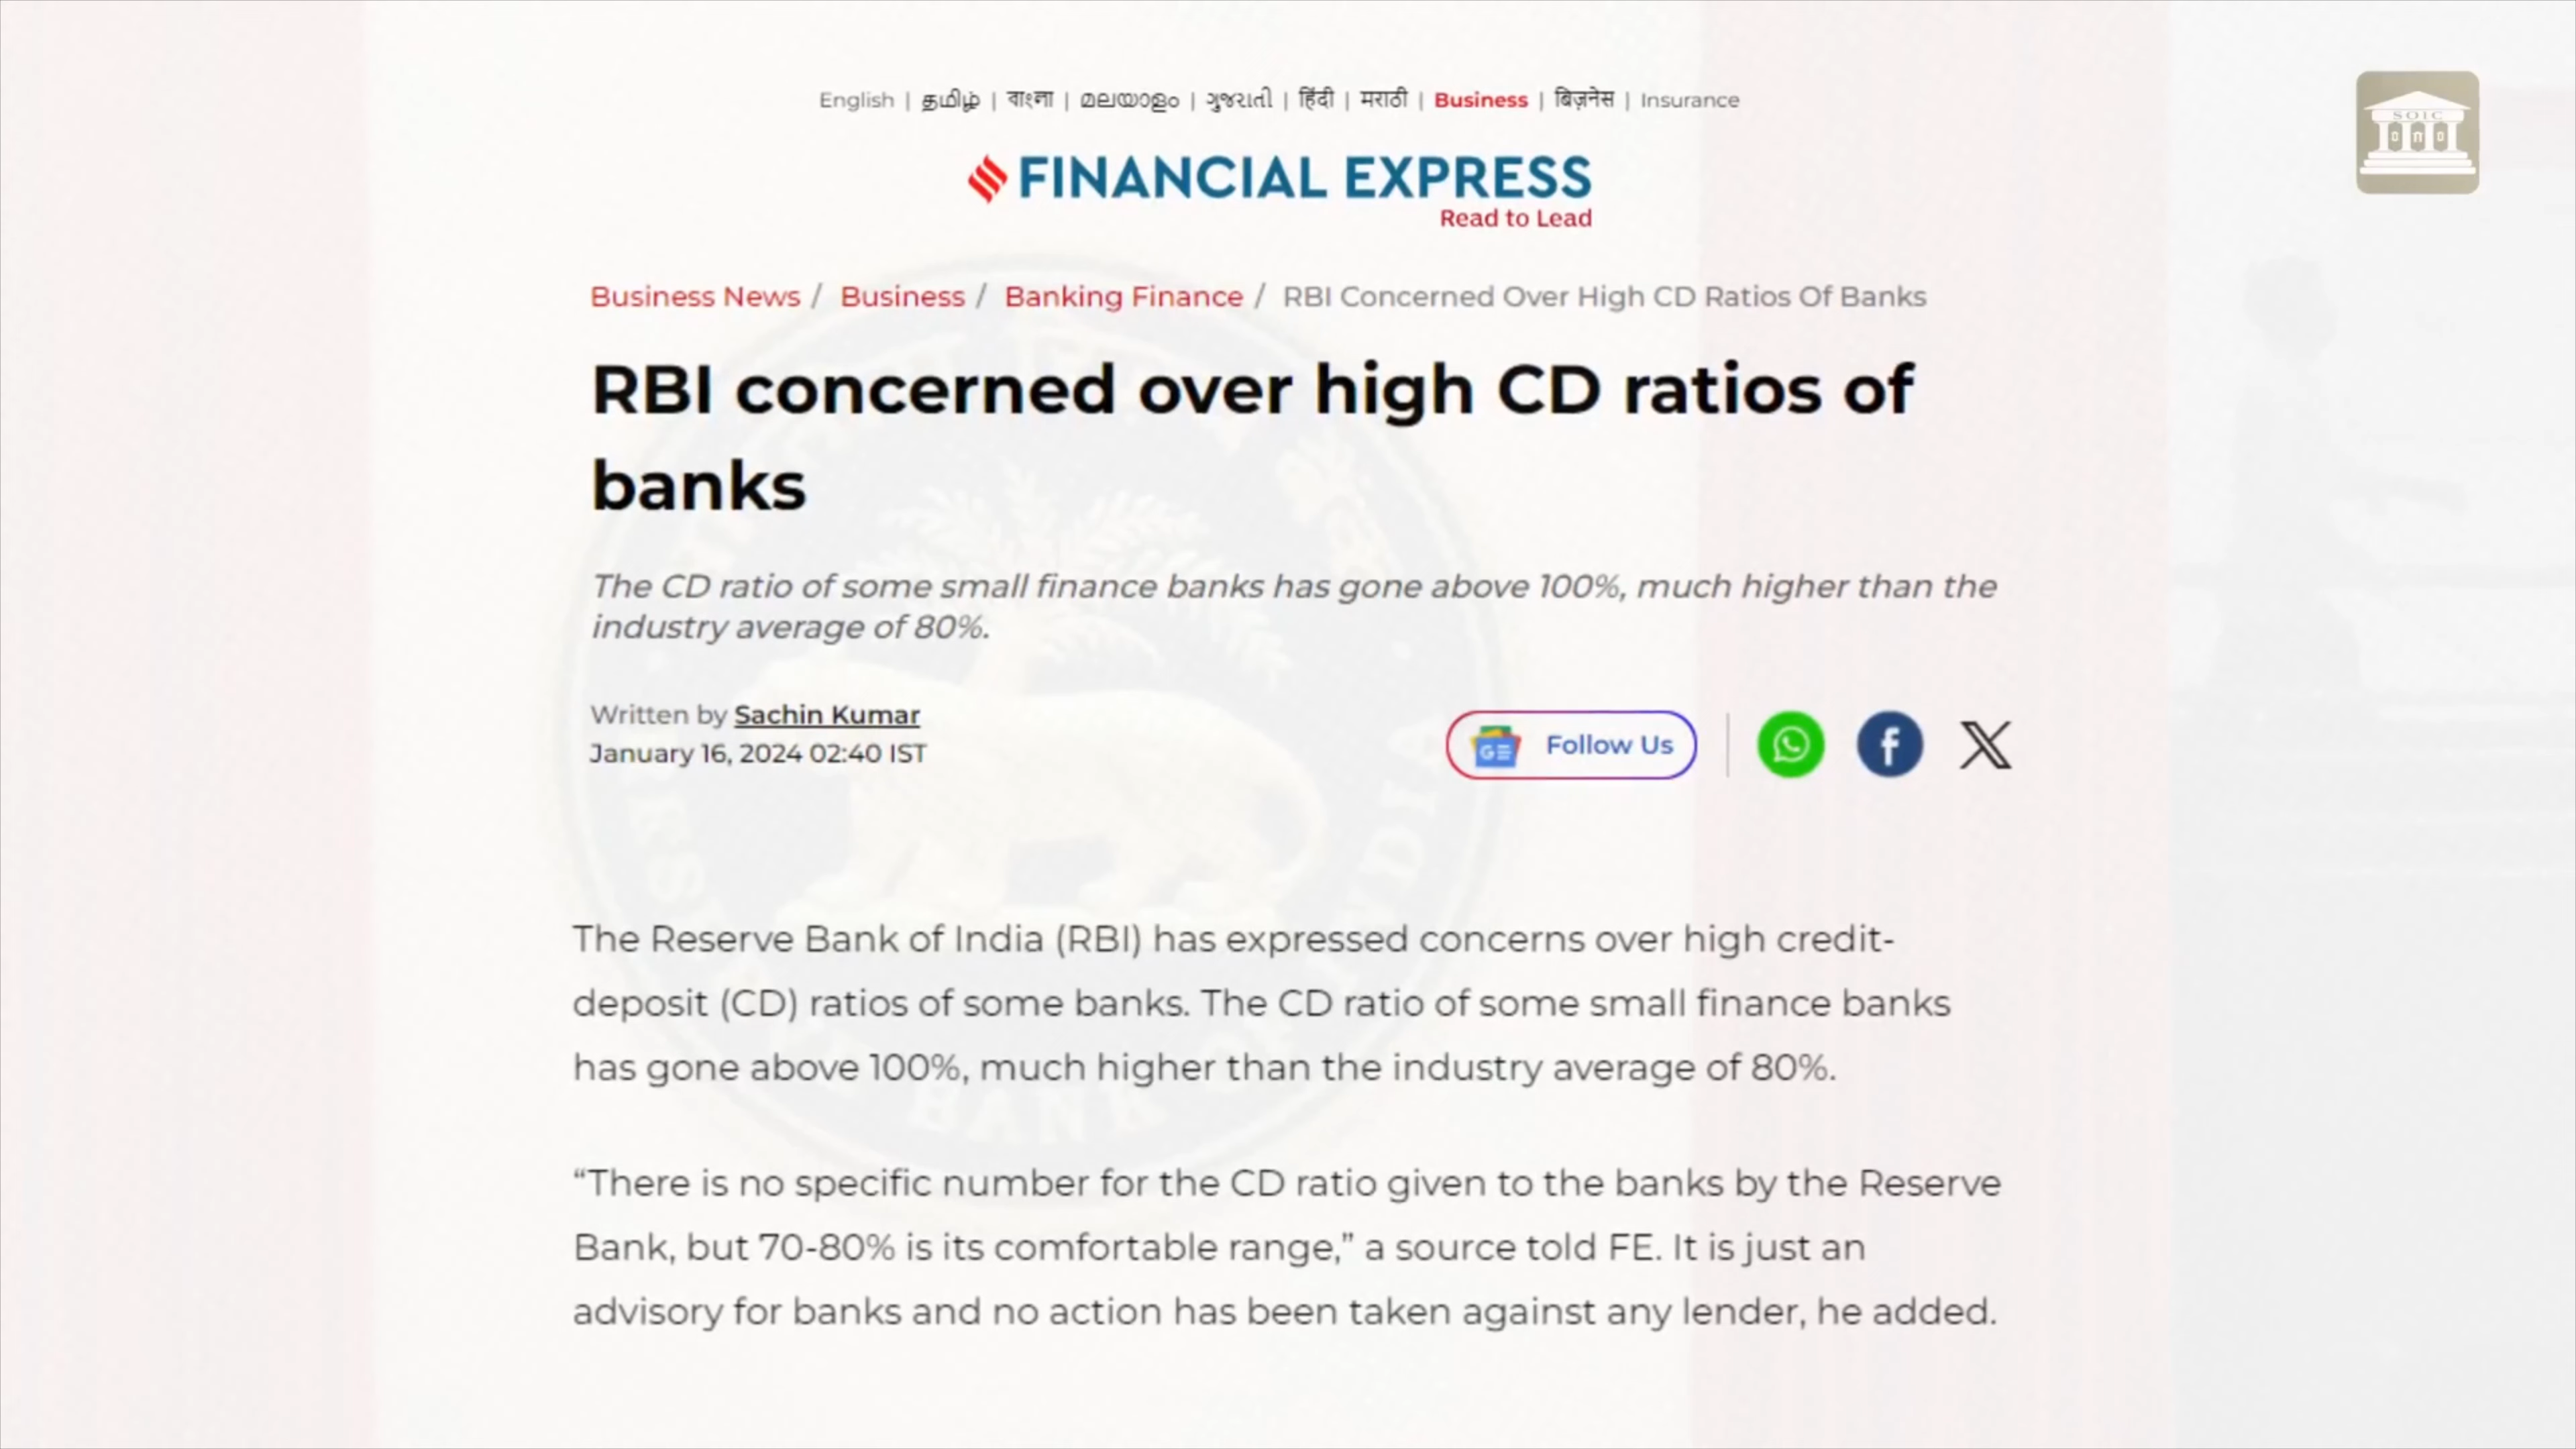 English | தமிழ் | বাংলা | മലയാളം | ગુજરાતી | हिंदी | मराठी | Business | बिज़नेस | Insurance
SOIC
FINANCIAL EXPRESS
Read to Lead
Business News / Business / Banking Finance / RBI Concerned Over High CD Ratios Of Banks
RBI concerned over high CD ratios of
banks
The CD ratio of some small finance banks has gone above 100%, much higher than the
industry average of 80%.
Written by Sachin Kumar
January 16, 2024 02:40 IST
GE Follow Us
The Reserve Bank of India (RBI) has expressed concerns over high credit-
deposit (CD) ratios of some banks. The CD ratio of some small finance banks
has gone above 100%, much higher than the industry average of 80%.
“There is no specific number for the CD ratio given to the banks by the Reserve
Bank, but 70-80% is its comfortable range,” a source told FE. It is just an
advisory for banks and no action has been taken against any lender, he added.